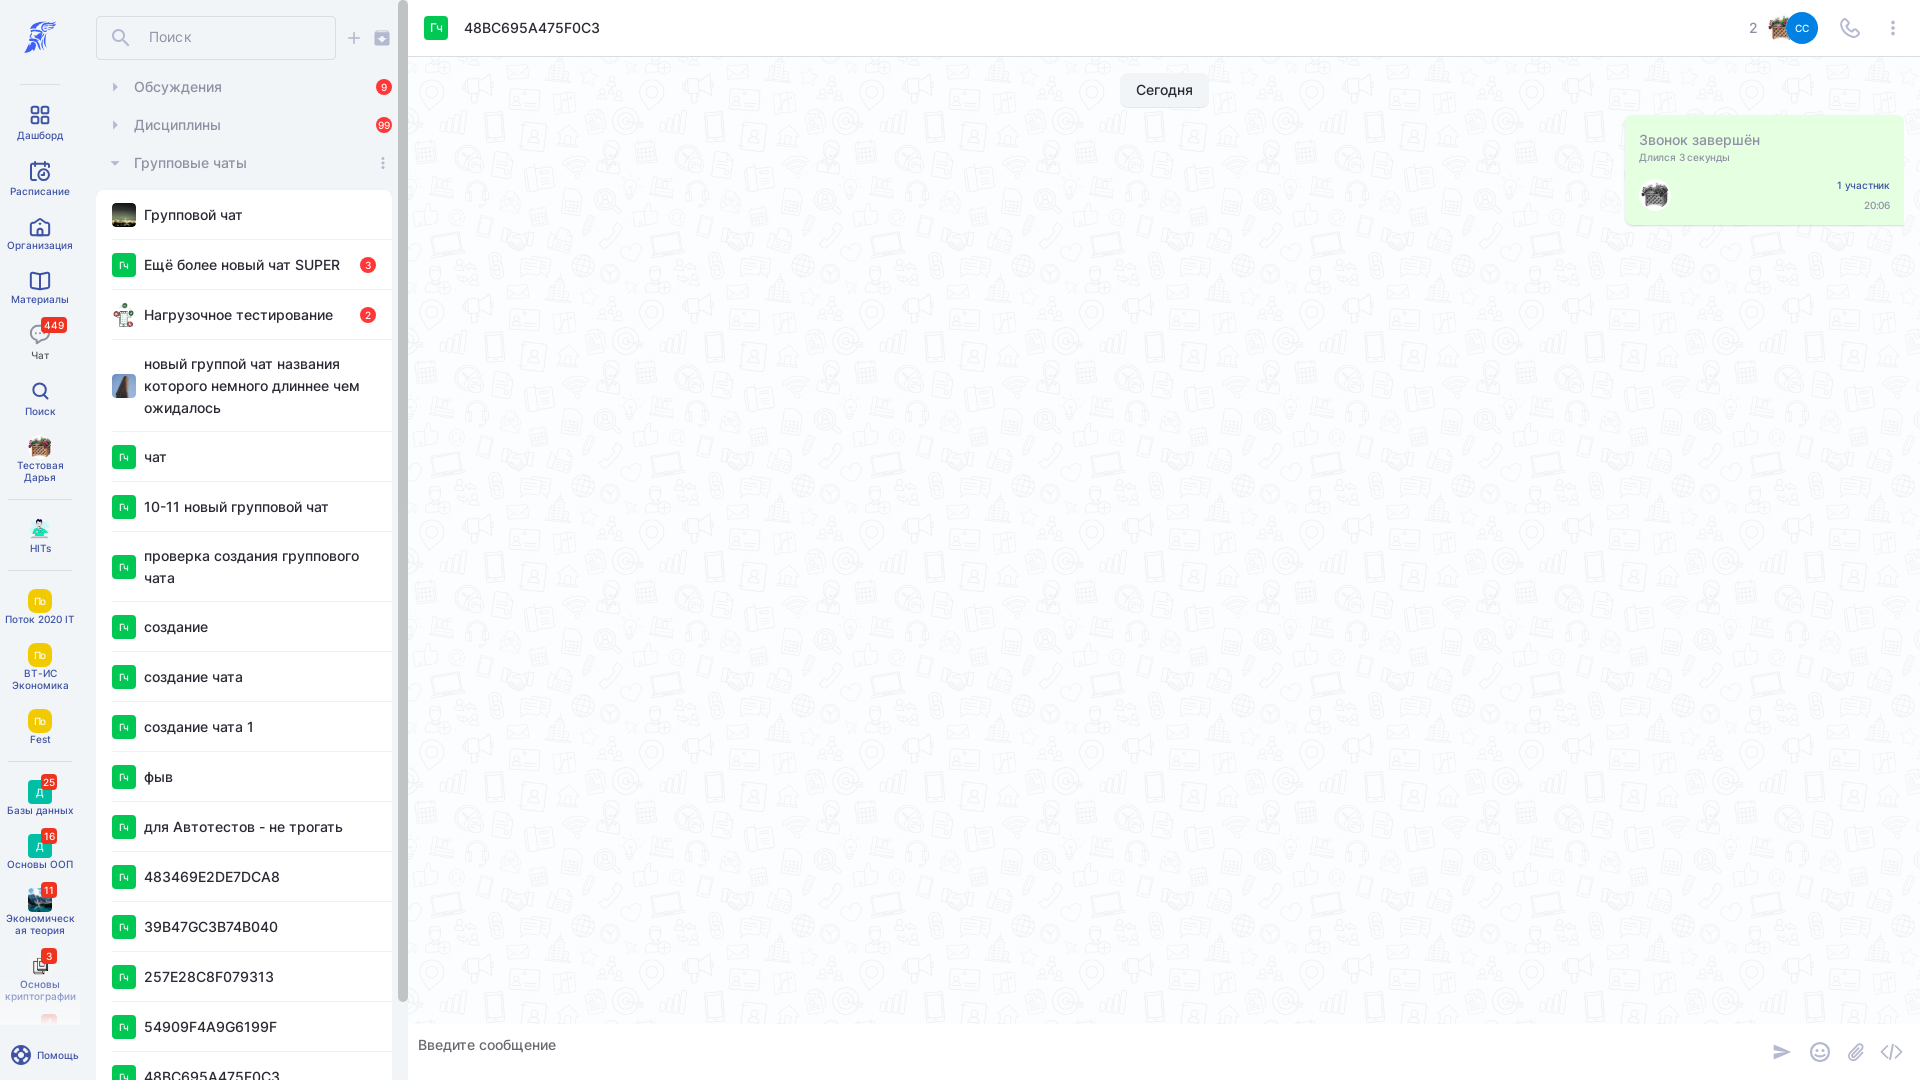 Дашборд
Расписание
Организация
Материалы
449
Чат
Поиск
Тестовая
Дарья
HITs
По
Поток 2020 IT
По
ВТ-ИС
Экономика
По
Fest
25
Д
Базы данных
16
Д
Основы ООП
11
Экономическ
ая теория
3
Основы
криптографии
Помощь
Поиск
Обсуждения
9
Дисциплины
99
Групповые чаты
Групповой чат
Гч
Ещё более новый чат SUPER
3
Нагрузочное тестирование
2
новый группой чат названия
которого немного длиннее чем
ожидалось
Гч
чат
Гч
10-11 новый групповой чат
Гч
проверка создания группового
чата
Гч
создание
Гч
создание чата
Гч
создание чата 1
Гч
фыв
Гч
для Автотестов - не трогать
Гч
483469E2DE7DCA8
Гч
39B47GC3B74B040
Гч
257E28C8F079313
Гч
54909F4A9G6199F
Гч
48BC695A475F0C3
Гч
48BC695A475F0C3
2
СС
Сегодня
Звонок завершён
Длился 3 секунды
1 участник
20:06
Введите сообщение